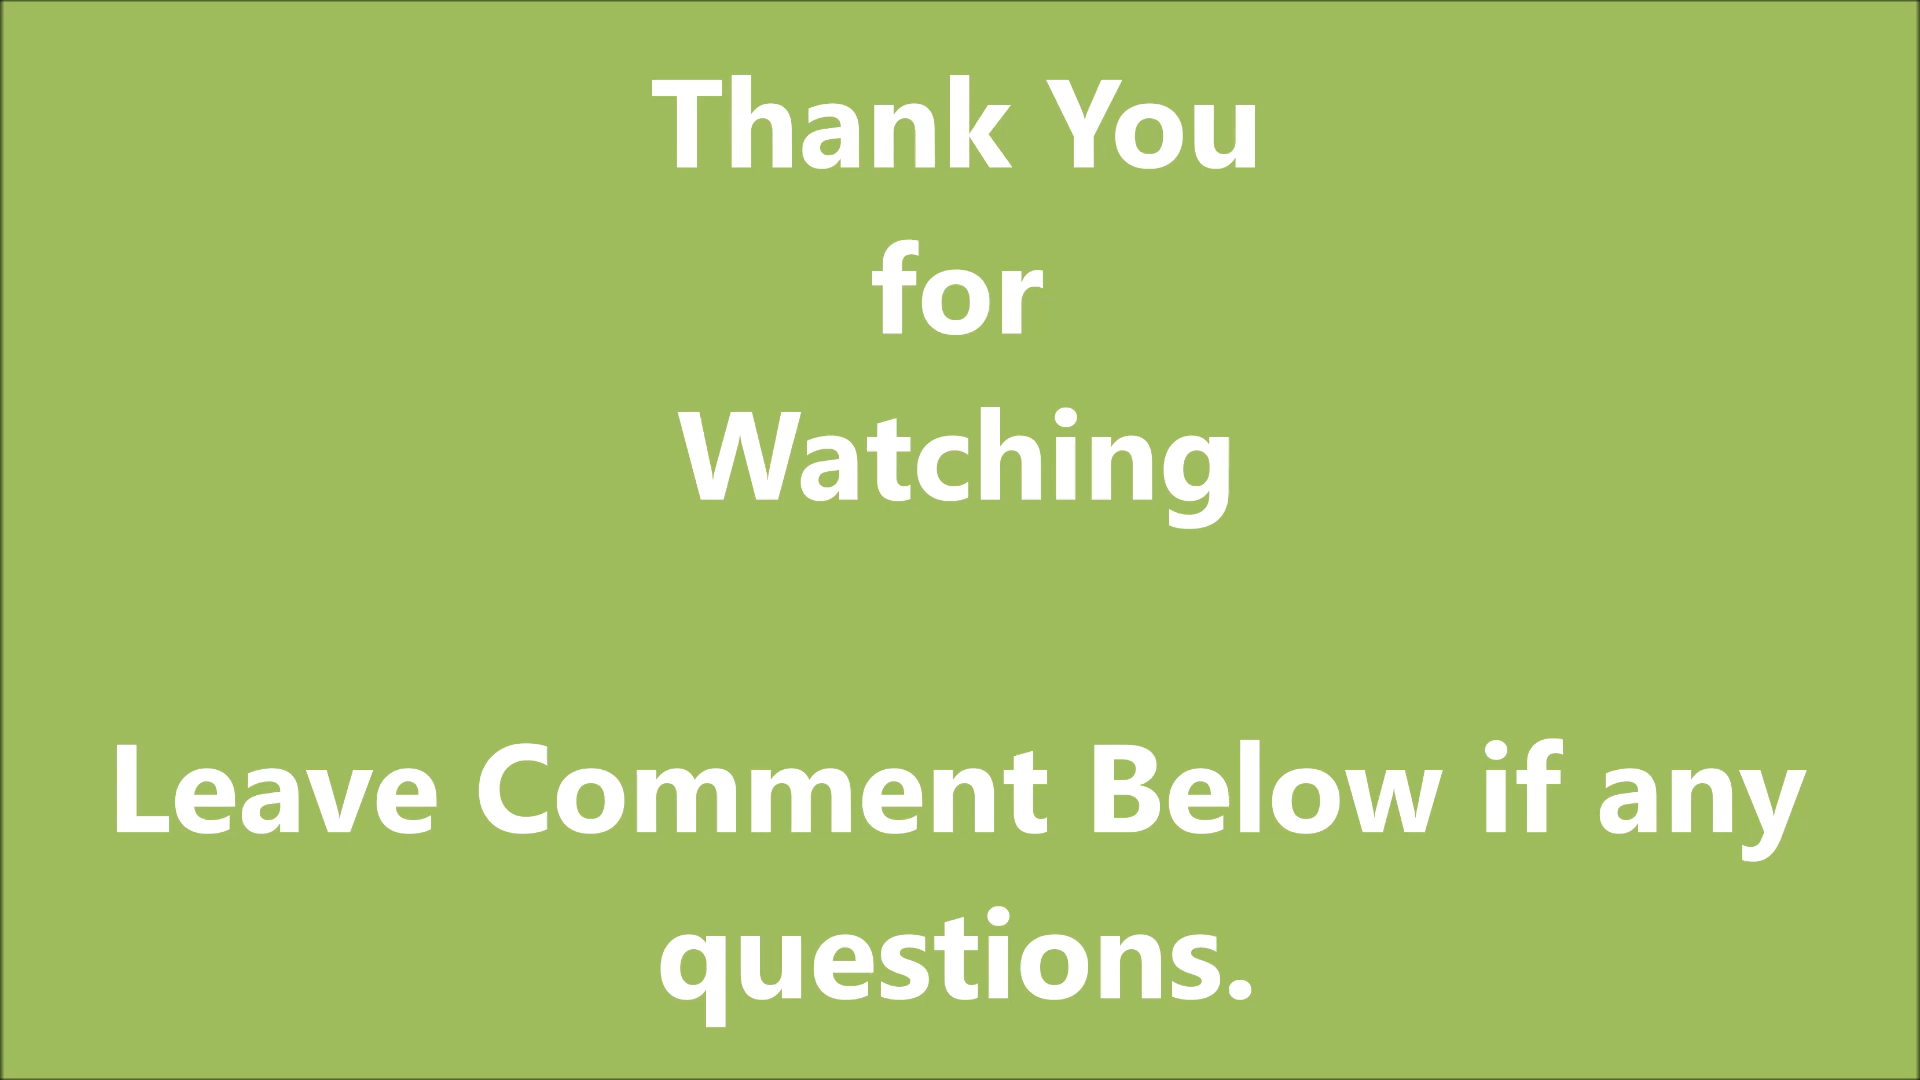 Thank You
for
Watching
Leave Comment Below if any
questions.